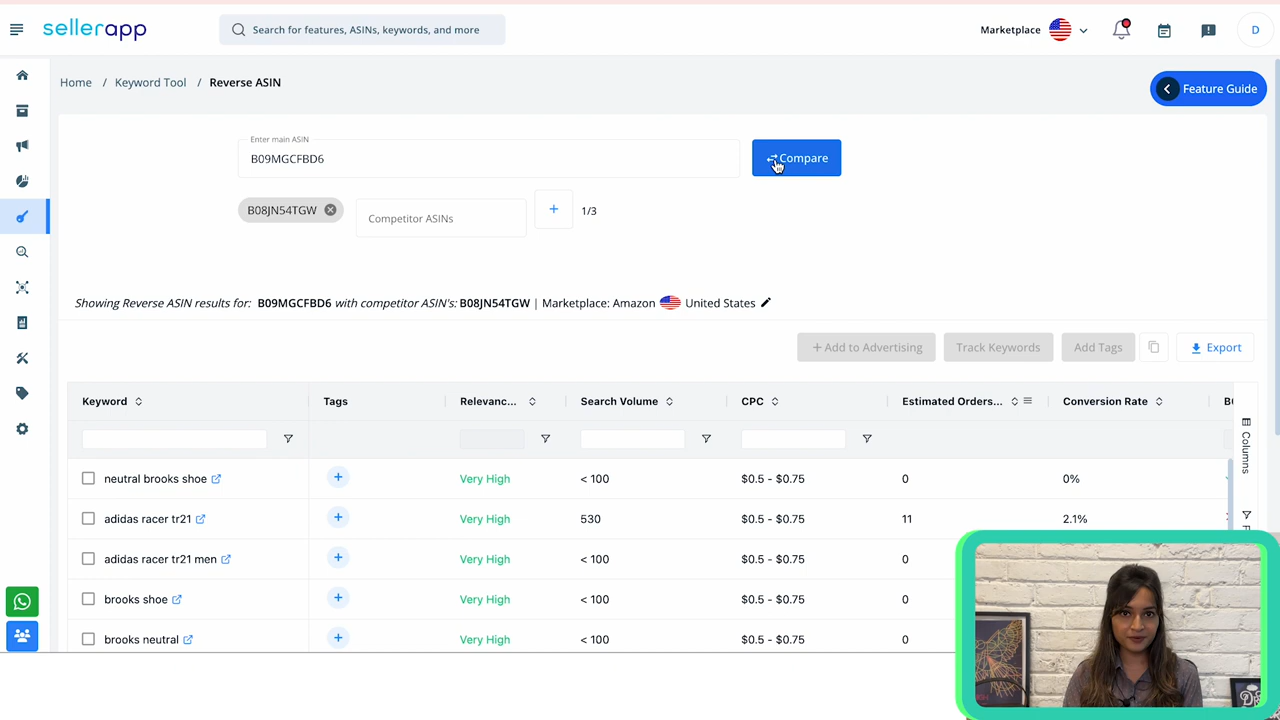 sellerapp
Search for features, ASINs, keywords, and more
Marketplace
D
Home / Keyword Tool / Reverse ASIN
Feature Guide
Enter main ASIN
B09MGCFBD6
Compare
B08JN54TGW
Competitor ASINs
+
1/3
Showing Reverse ASIN results for: B09MGCFBD6 with competitor ASIN's: B08JN54TGW | Marketplace: Amazon United States
+ Add to Advertising
Track Keywords
Add Tags
Export
Keyword Tags Relevanc... Search Volume CPC Estimated Orders... Conversion Rate
Columns
neutral brooks shoe + Very High < 100 $0.5 - $0.75 0 0%
adidas racer tr21 + Very High 530 $0.5 - $0.75 11 2.1%
adidas racer tr21 men + Very High < 100 $0.5 - $0.75 0
brooks shoe + Very High < 100 $0.5 - $0.75 0
brooks neutral + Very High < 100 $0.5 - $0.75 0